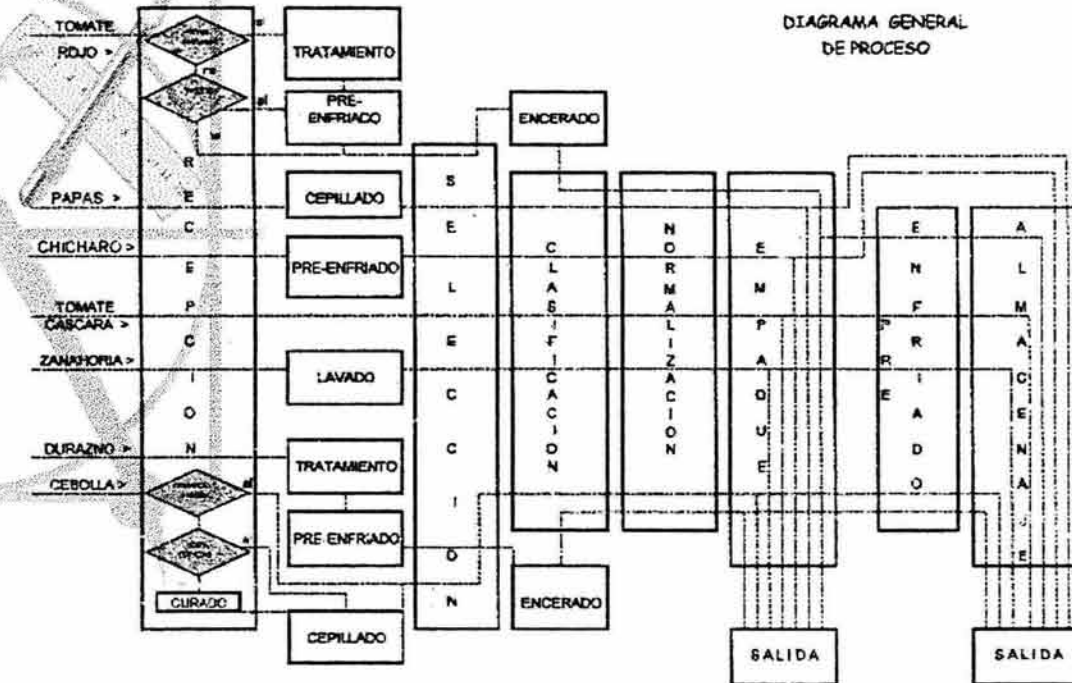 DIAGRAMA GENERAL
DE PROCESO
TOMATE
ROJO >
TRATAMIENTO
PRE-
ENFRIADO
ENCERADO
PAPAS >
CEPILLADO
CHICHARO >
PRE-ENFRIADO
TOMATE
CASCARA >
ZANAHORIA >
LAVADO
DURAZNO >
TRATAMIENTO
CEBOLLA >
PRE-ENFRIADO
CURADO
CEPILLADO
ENCERADO
RECEPCION
SELECCION
CLASIFICACION
NORMALIZACION
EMPAQUE
PRE
ENFRIADO
ALMACENAJE
SALIDA
SALIDA